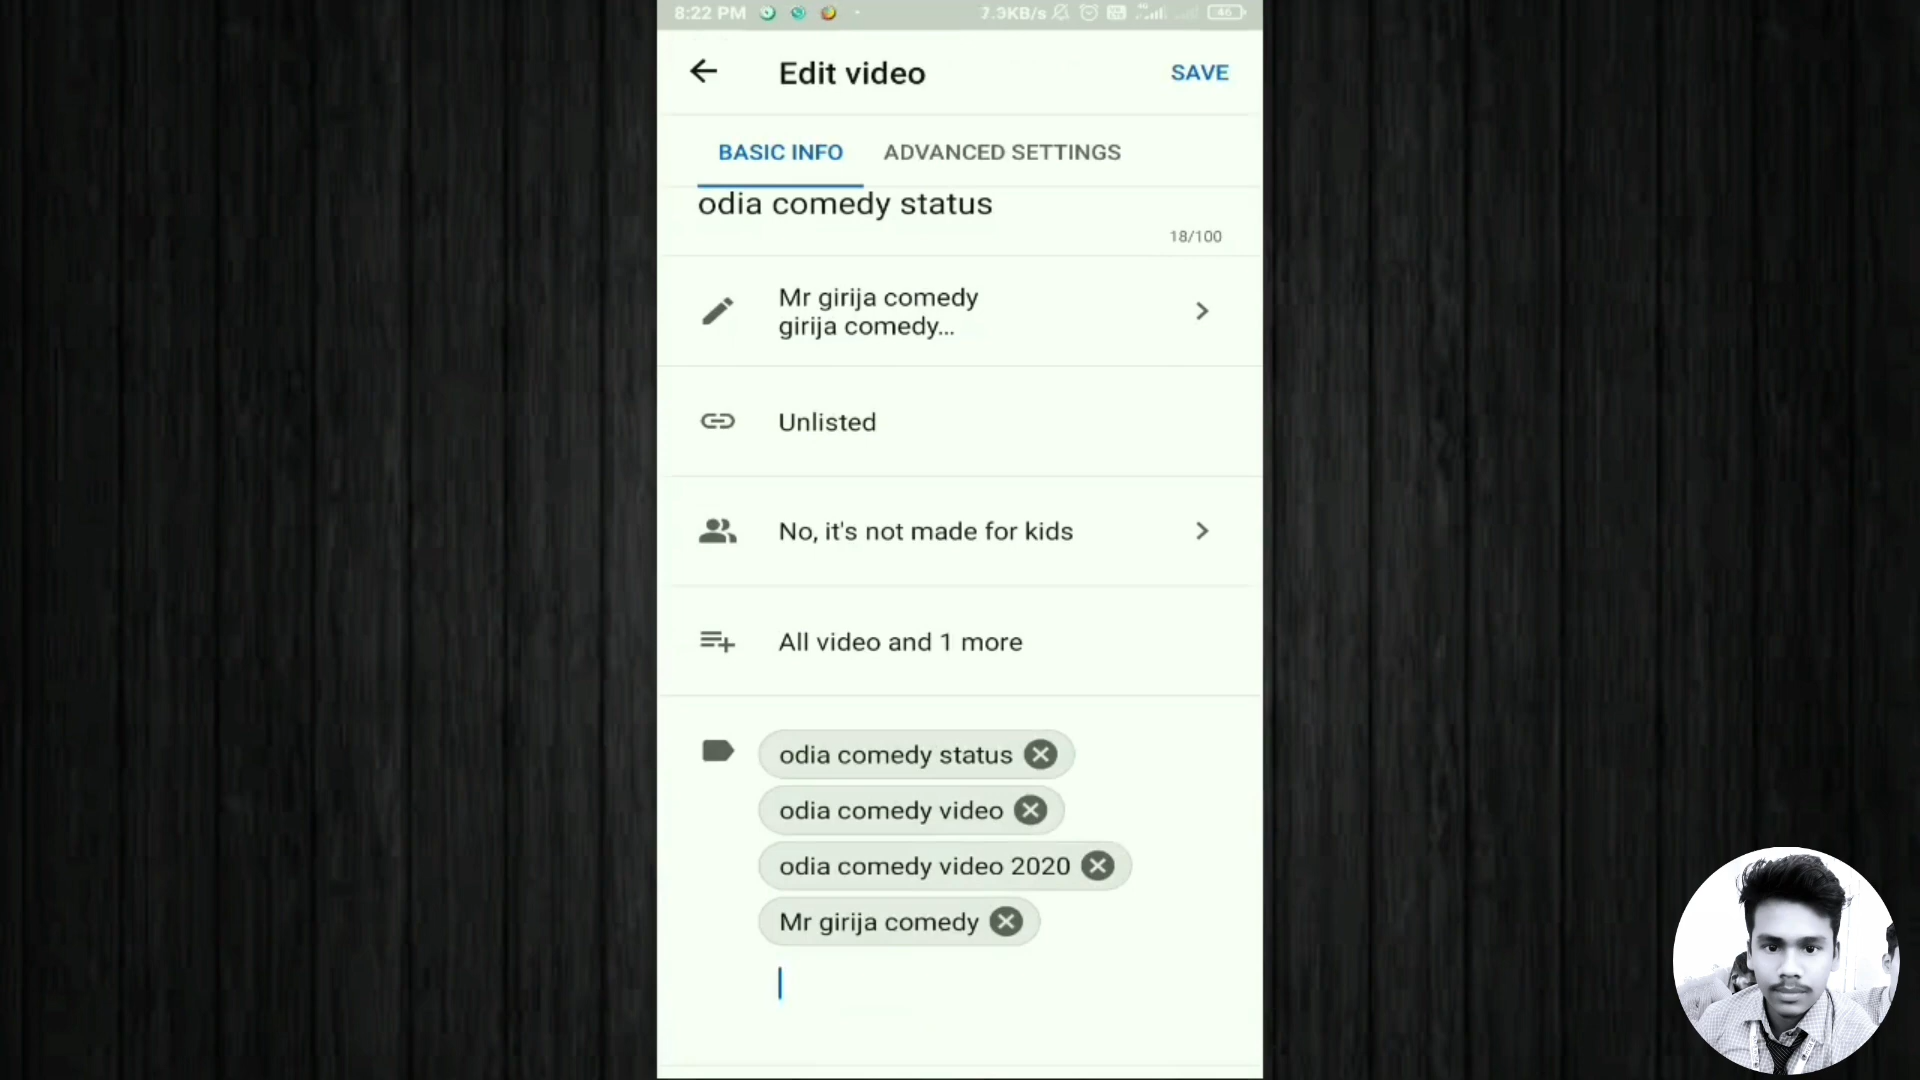 8:22 PM
7.9KB/s
46
Edit video
SAVE
BASIC INFO
ADVANCED SETTINGS
odia comedy status
18/100
Mr girija comedy
girija comedy...
Unlisted
No, it's not made for kids
All video and 1 more
odia comedy status
odia comedy video
odia comedy video 2020
Mr girija comedy